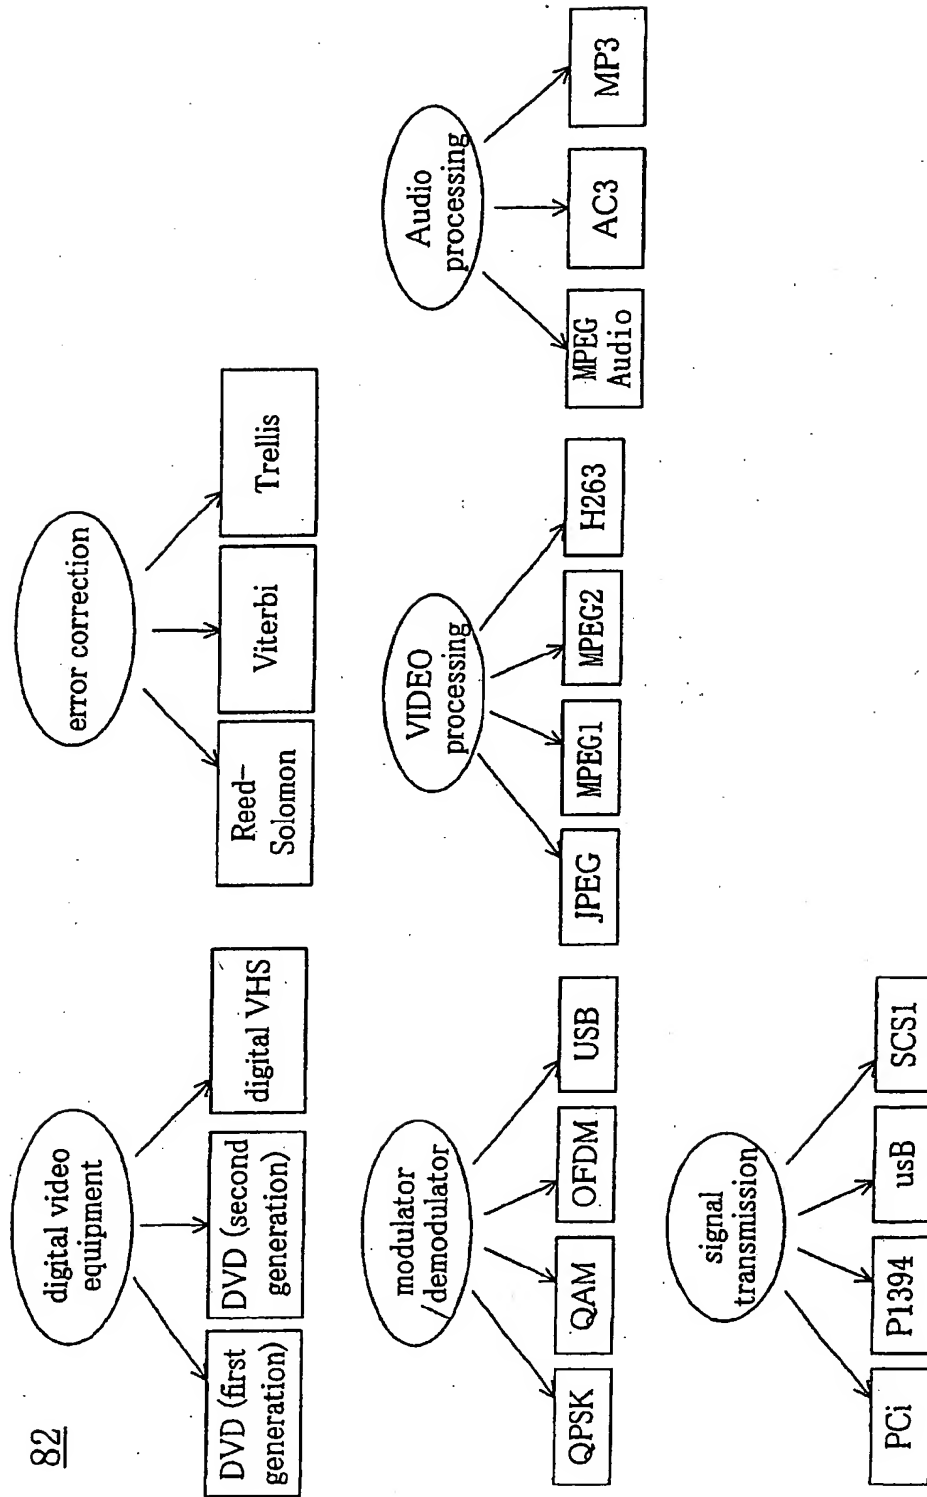 82
digital video
equipment
DVD (first
generation)
DVD (second
generation)
digital VHS
error correction
Reed-
Solomon
Viterbi
Trellis
modulator
/demodulator
QPSK
QAM
OFDM
USB
VIDEO
processing
JPEG
MPEG1
MPEG2
H263
Audio
processing
MPEG
Audio
AC3
MP3
signal
transmission
PCi
P1394
usB
SCS1